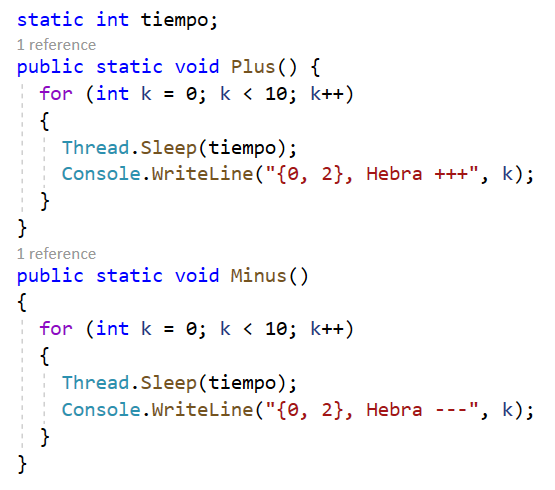 static int tiempo;
1 reference
public static void Plus() {
  for (int k = 0; k < 10; k++)
  {
    Thread.Sleep(tiempo);
    Console.WriteLine("{0, 2}, Hebra +++", k);
  }
}
1 reference
public static void Minus()
{
  for (int k = 0; k < 10; k++)
  {
    Thread.Sleep(tiempo);
    Console.WriteLine("{0, 2}, Hebra ---", k);
  }
}